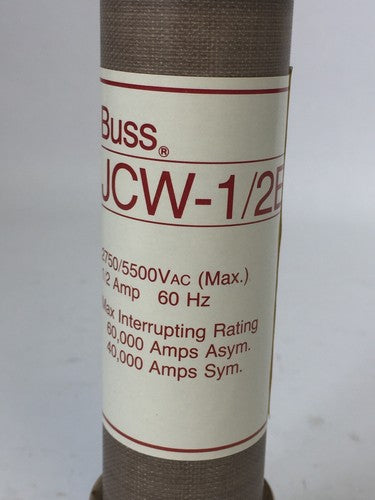 Buss®
JCW-1/2E
2750/5500VAC (Max.)
Amp 60 Hz
Max Interrupting Rating
60,000 Amps Asym.
40,000 Amps Sym.